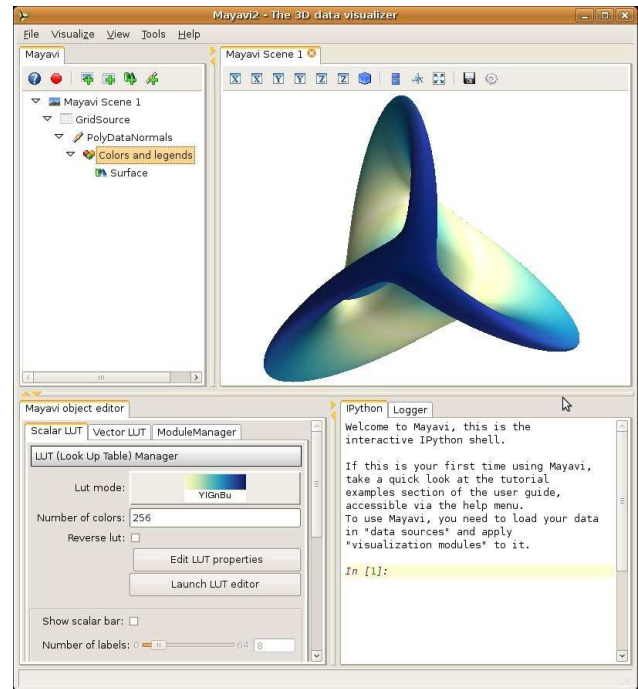 Mayavi2 - The 3D data visualizer
File Visualize View Tools Help
Mayavi
Mayavi Scene 1
X X Y Y Z Z
Mayavi Scene 1
GridSource
PolyDataNormals
Colors and legends
Surface
Mayavi object editor
Scalar LUT Vector LUT ModuleManager
LUT (Look Up Table) Manager
Lut mode: YlGnBu
Number of colors: 256
Reverse lut:
Edit LUT properties
Launch LUT editor
Show scalar bar:
Number of labels: 0 64 8
IPython Logger
Welcome to Mayavi, this is the
interactive IPython shell.
If this is your first time using Mayavi,
take a quick look at the tutorial
examples section of the user guide,
accessible via the help menu.
To use Mayavi, you need to load your data
in "data sources" and apply
"visualization modules" to it.
In [1]: